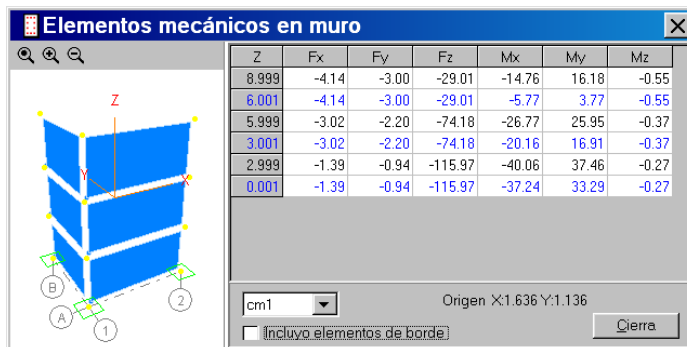 Elementos mecánicos en muro
Z Fx Fy Fz Mx My Mz
8.999 -4.14 -3.00 -29.01 -14.76 16.18 -0.55
6.001 -4.14 -3.00 -29.01 -5.77 3.77 -0.55
5.999 -3.02 -2.20 -74.18 -26.77 25.95 -0.37
3.001 -3.02 -2.20 -74.18 -20.16 16.91 -0.37
2.999 -1.39 -0.94 -115.97 -40.06 37.46 -0.27
0.001 -1.39 -0.94 -115.97 -37.24 33.29 -0.27
Z
Y
X
B
A
1
2
cm1
Origen X:1.636 Y:1.136
Incluyo elementos de borde
Cierra